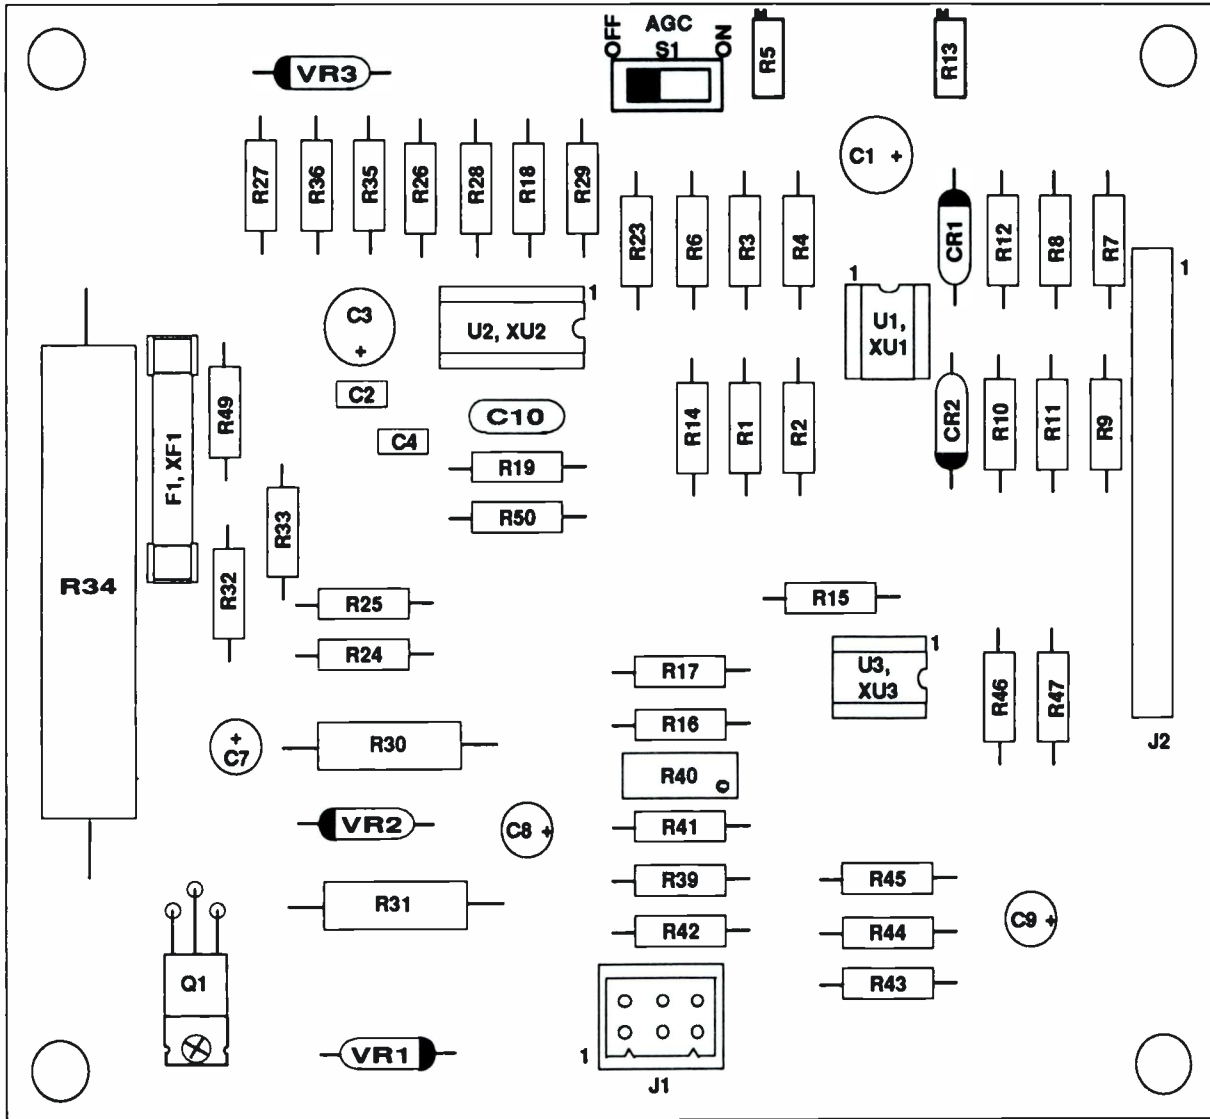 AGC
OFF
S1
ON
R5
R13
VR3
R27
R36
R35
R26
R28
R18
R29
C1 +
R23
R6
R3
R4
CR1
R12
R8
R7
1
1
1
C3
+
U2, XU2
U1,
XU1
C2
C10
C4
R49
F1, XF1
R14
R1
R2
CR2
R10
R11
R9
R19
R50
R33
R34
R32
R25
R24
R15
1
U3,
XU3
R17
R16
R46
R47
J2
+
C7
R30
R40
VR2
C8 +
R41
R39
R45
R31
R42
R44
C9 +
R43
Q1
VR1
1
J1